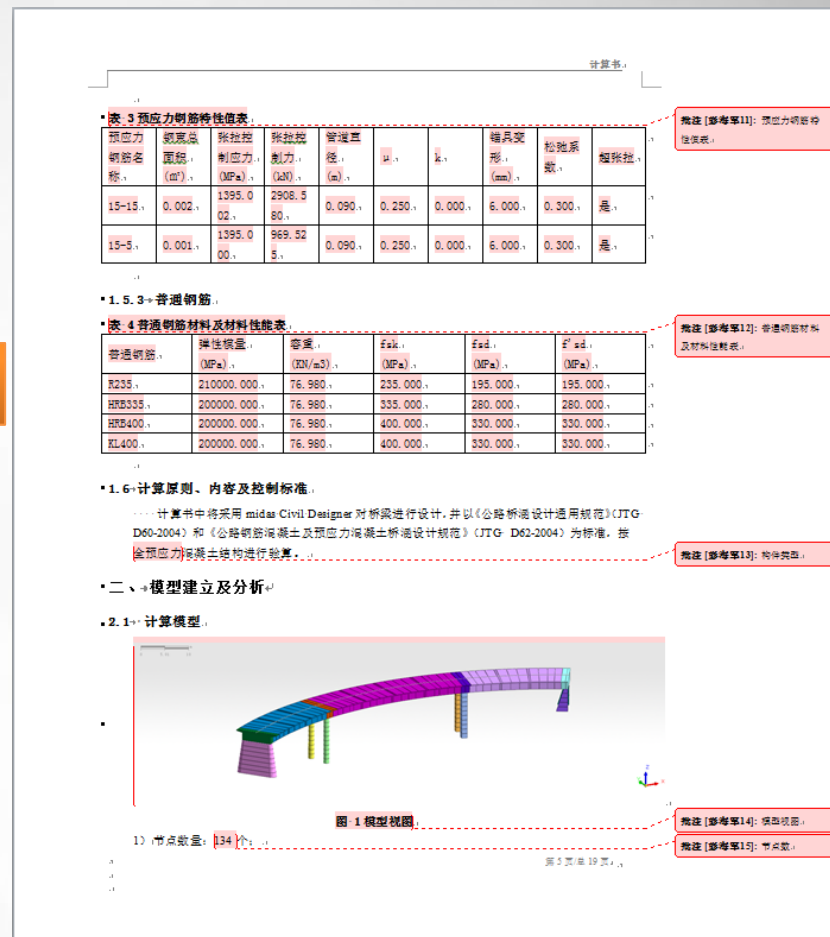 计算书
表 3 预应力钢筋特性值表
预应力钢筋名称 钢束总面积(m²) 张拉控制应力(MPa) 张拉控制力(kN) 管道直径(m) μ k 锚具变形(mm) 松弛系数 超张拉
15-15 0.002 1395.002 2908.580 0.090 0.250 0.000 6.000 0.300 是
15-5 0.001 1395.000 969.525 0.090 0.250 0.000 6.000 0.300 是
批注 [参考笔11]: 预应力钢筋特
性值表
1.5.3 普通钢筋
表 4 普通钢筋材料及材料性能表
普通钢筋 弹性模量(MPa) 容重(KN/m3) fsk(MPa) fsd(MPa) f'sd(MPa)
R235 210000.000 76.980 235.000 195.000 195.000
HRB335 200000.000 76.980 335.000 280.000 280.000
HRB400 200000.000 76.980 400.000 330.000 330.000
KL400 200000.000 76.980 400.000 330.000 330.000
批注 [参考笔12]: 普通钢筋材料
及材料性能表
1.6 计算原则、内容及控制标准
计算书中将采用 midas Civil Designer 对桥梁进行设计，并以《公路桥涵设计通用规范》（JTG
D60-2004）和《公路钢筋混凝土及预应力混凝土桥涵设计规范》（JTG D62-2004）为标准，按
全预应力混凝土结构进行验算。
批注 [参考笔13]: 构件类型
二、模型建立及分析
2.1 计算模型
图 1 模型视图
批注 [参考笔14]: 模型视图
1）节点数量：134 个；
批注 [参考笔15]: 节点数
第 5 页/总 19 页